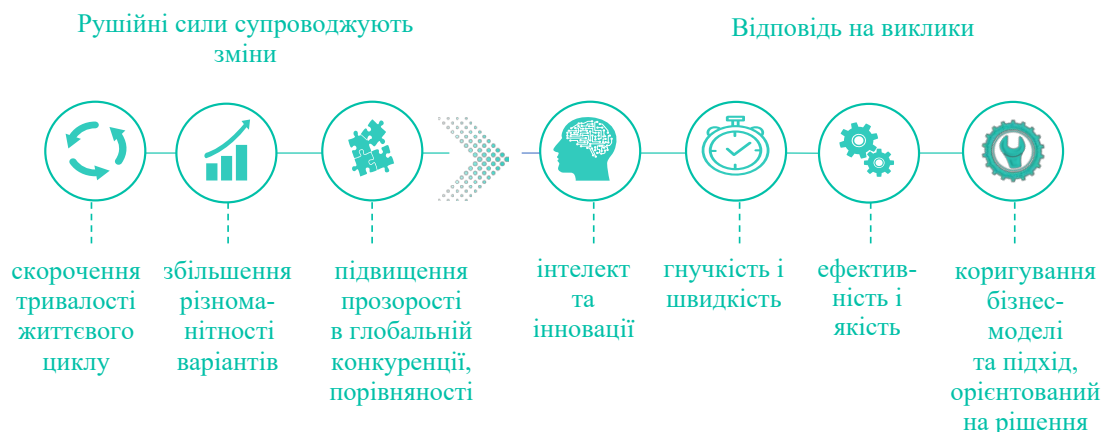 Рушійні сили супроводжують
зміни
Відповідь на виклики
скорочення
тривалості
життєвого
циклу
збільшення
різнома-
нітності
варіантів
підвищення
прозорості
в глобальній
конкуренції,
порівняності
інтелект
та
інновації
гнучкість і
швидкість
ефектив-
ність і
якість
коригування
бізнес-
моделі
та підхід,
орієнтований
на рішення